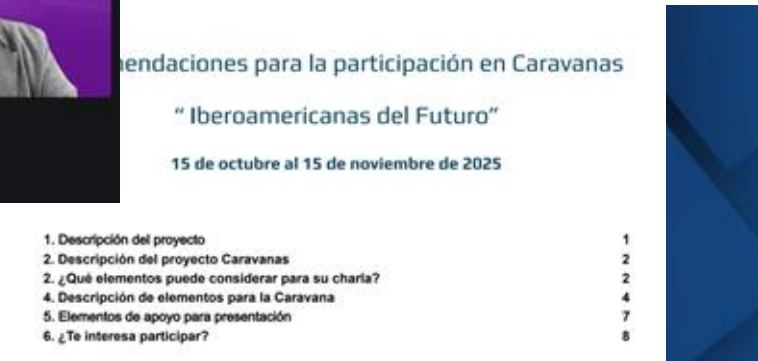 endaciones para la participación en Caravanas
“ Iberoamericanas del Futuro”
15 de octubre al 15 de noviembre de 2025
1. Descripción del proyecto 1
2. Descripción del proyecto Caravanas 2
2. ¿Qué elementos puede considerar para su charla? 2
4. Descripción de elementos para la Caravana 4
5. Elementos de apoyo para presentación 7
6. ¿Te interesa participar? 8